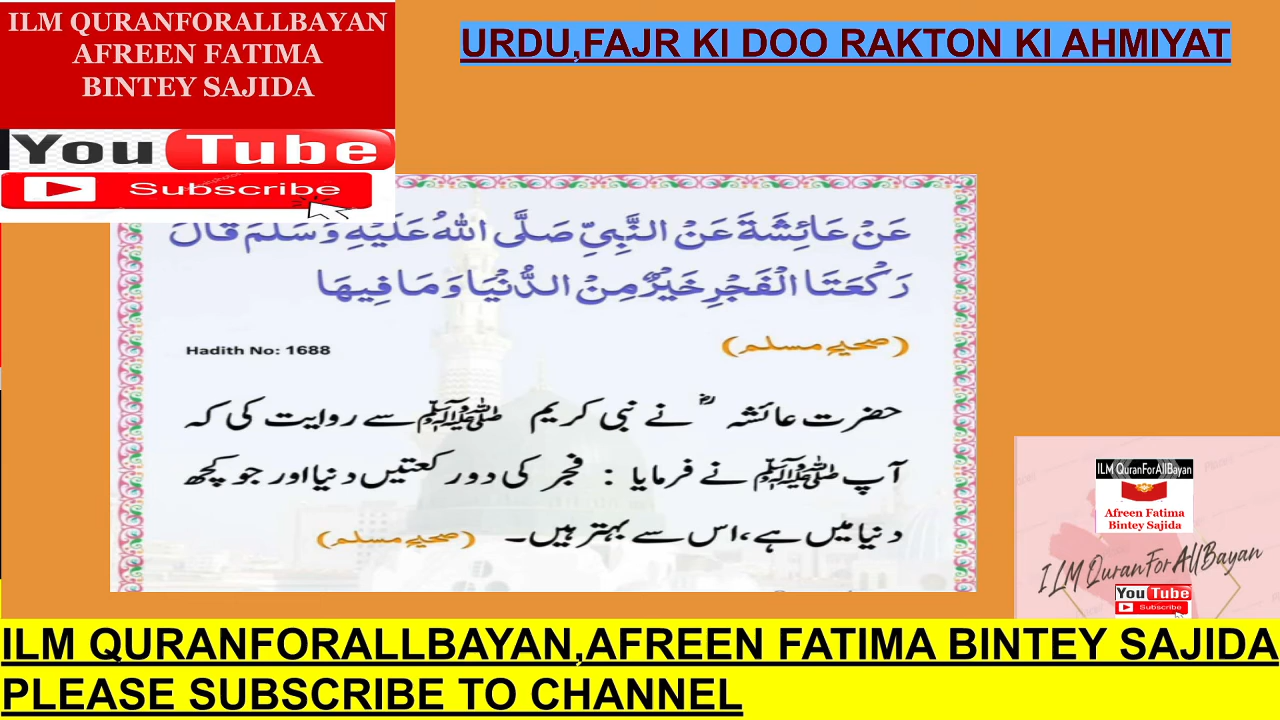 ILM QURANFORALLBAYAN
AFREEN FATIMA
BINTEY SAJIDA
YouTube
Subscribe
URDU,FAJR KI DOO RAKTON KI AHMIYAT
عَنْ عَائِشَةَ عَنِ النَّبِيِّ صَلَّى اللهُ عَلَيْهِ وَسَلَّمَ قَالَ
رَكْعَتَا الْفَجْرِ خَيْرٌ مِنَ الدُّنْيَا وَمَا فِيهَا
(صحیح مسلم)
Hadith No: 1688
حضرت عائشہ ؓ نے نبی کریم ﷺ سے روایت کی کہ
آپ ﷺ نے فرمایا : فجر کی دو رکعتیں دنیا اور جو کچھ
دنیا میں ہے، اس سے بہتر ہیں۔ (صحیح مسلم)
ILM QuranForAllBayan
Afreen Fatima
Bintey Sajida
ILM QuranForAllBayan
YouTube
Subscribe
ILM QURANFORALLBAYAN,AFREEN FATIMA BINTEY SAJIDA
PLEASE SUBSCRIBE TO CHANNEL